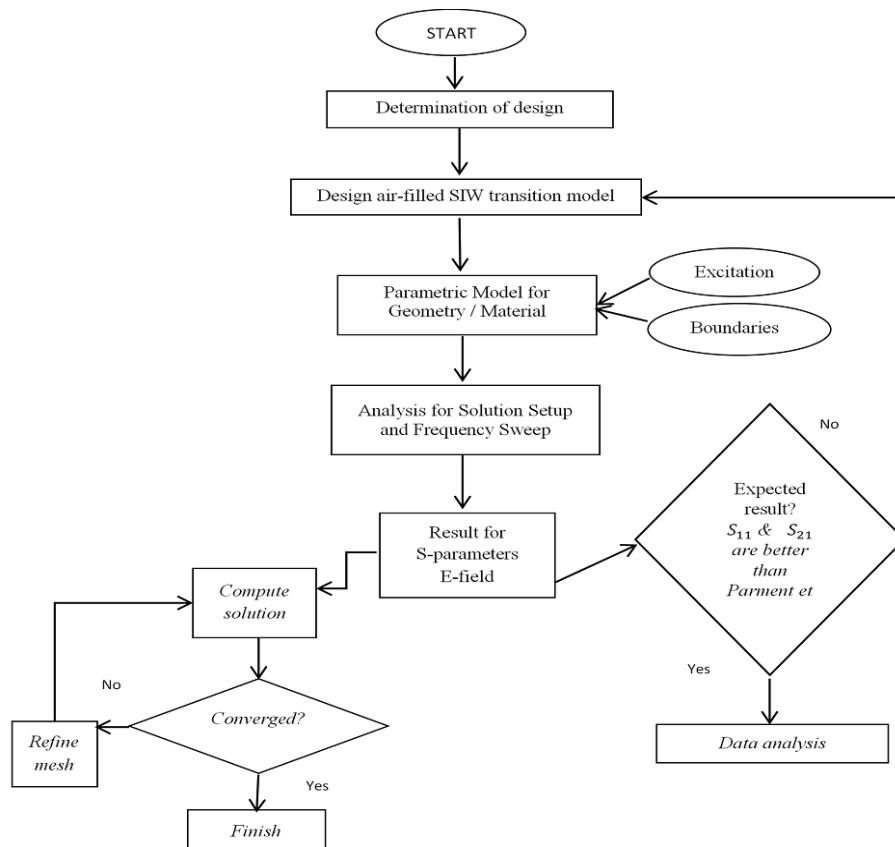 START
Determination of design
Design air-filled SIW transition model
Excitation
Parametric Model for
Geometry / Material
Boundaries
Analysis for Solution Setup
and Frequency Sweep
No
Expected
result?
S₁₁ & S₂₁
are better
than
Parment et
Result for
S-parameters
E-field
Compute
solution
Yes
No
Converged?
Refine
mesh
Data analysis
Yes
Finish